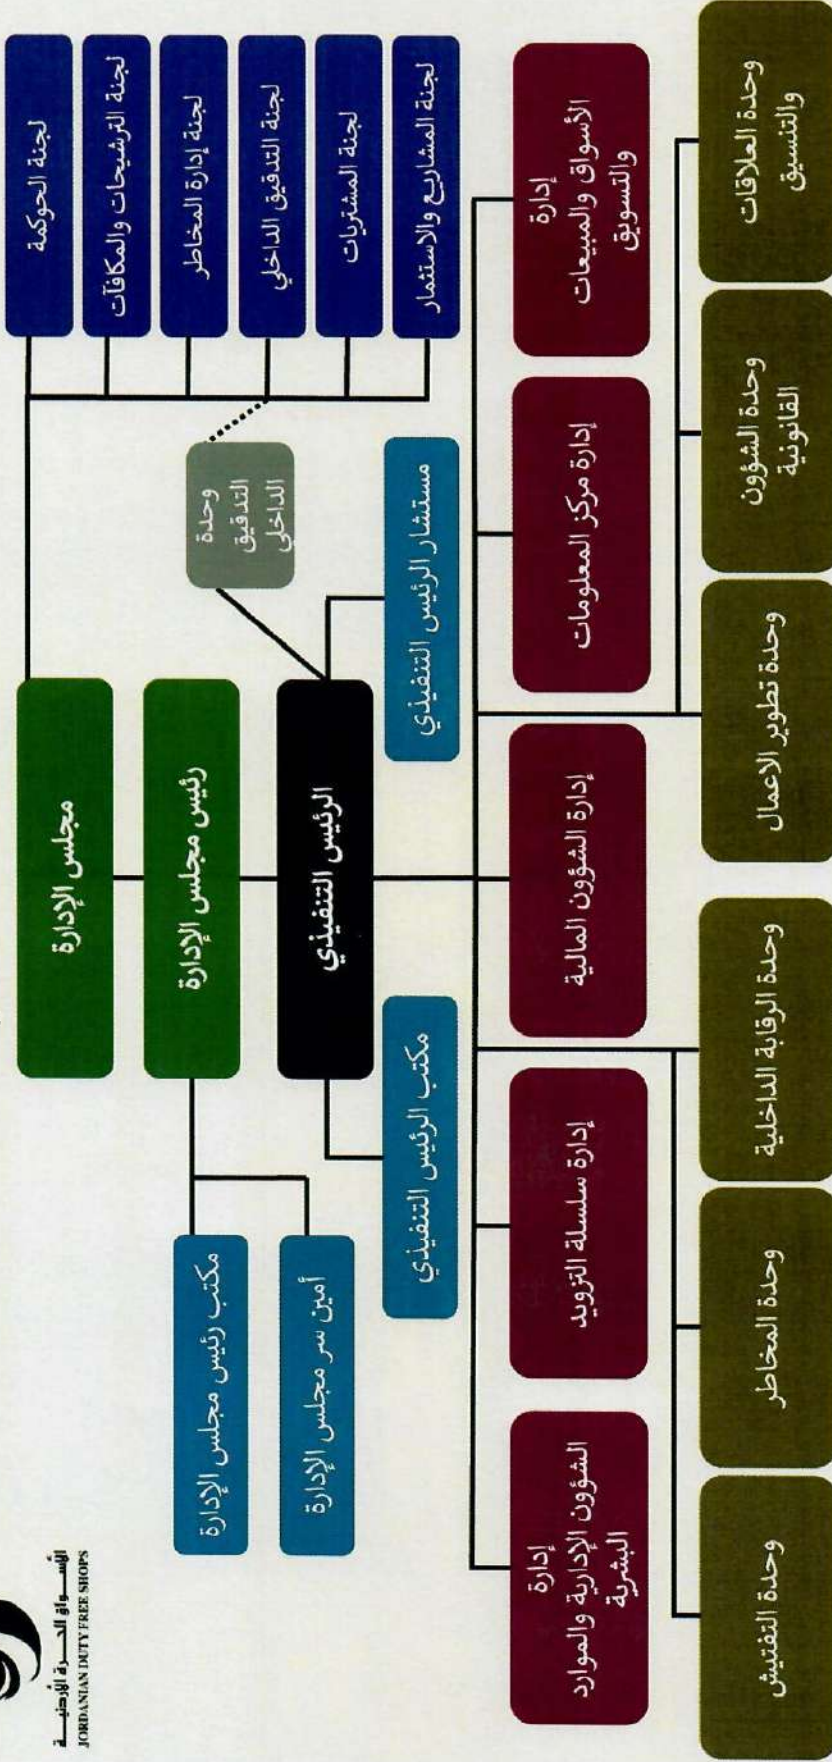 الأسواق الحرة الأردنية
JORDANIAN DUTY FREE SHOPS
مجلس الإدارة
رئيس مجلس الإدارة
الرئيس التنفيذي
لجنة الحوكمة
لجنة الترشيحات والمكافآت
لجنة إدارة المخاطر
لجنة التدقيق الداخلي
لجنة المشتريات
لجنة المشاريع والاستثمار
وحدة
التدقيق
الداخلي
مكتب رئيس مجلس الإدارة
أمين سر مجلس الإدارة
مستشار الرئيس التنفيذي
مكتب الرئيس التنفيذي
إدارة
الأسواق والمبيعات
والتسويق
إدارة مركز المعلومات
إدارة الشؤون المالية
إدارة سلسلة التزويد
إدارة
الشؤون الإدارية والموارد
البشرية
وحدة العلاقات
والتنسيق
وحدة الشؤون
القانونية
وحدة تطوير الاعمال
وحدة الرقابة الداخلية
وحدة المخاطر
وحدة التفتيش